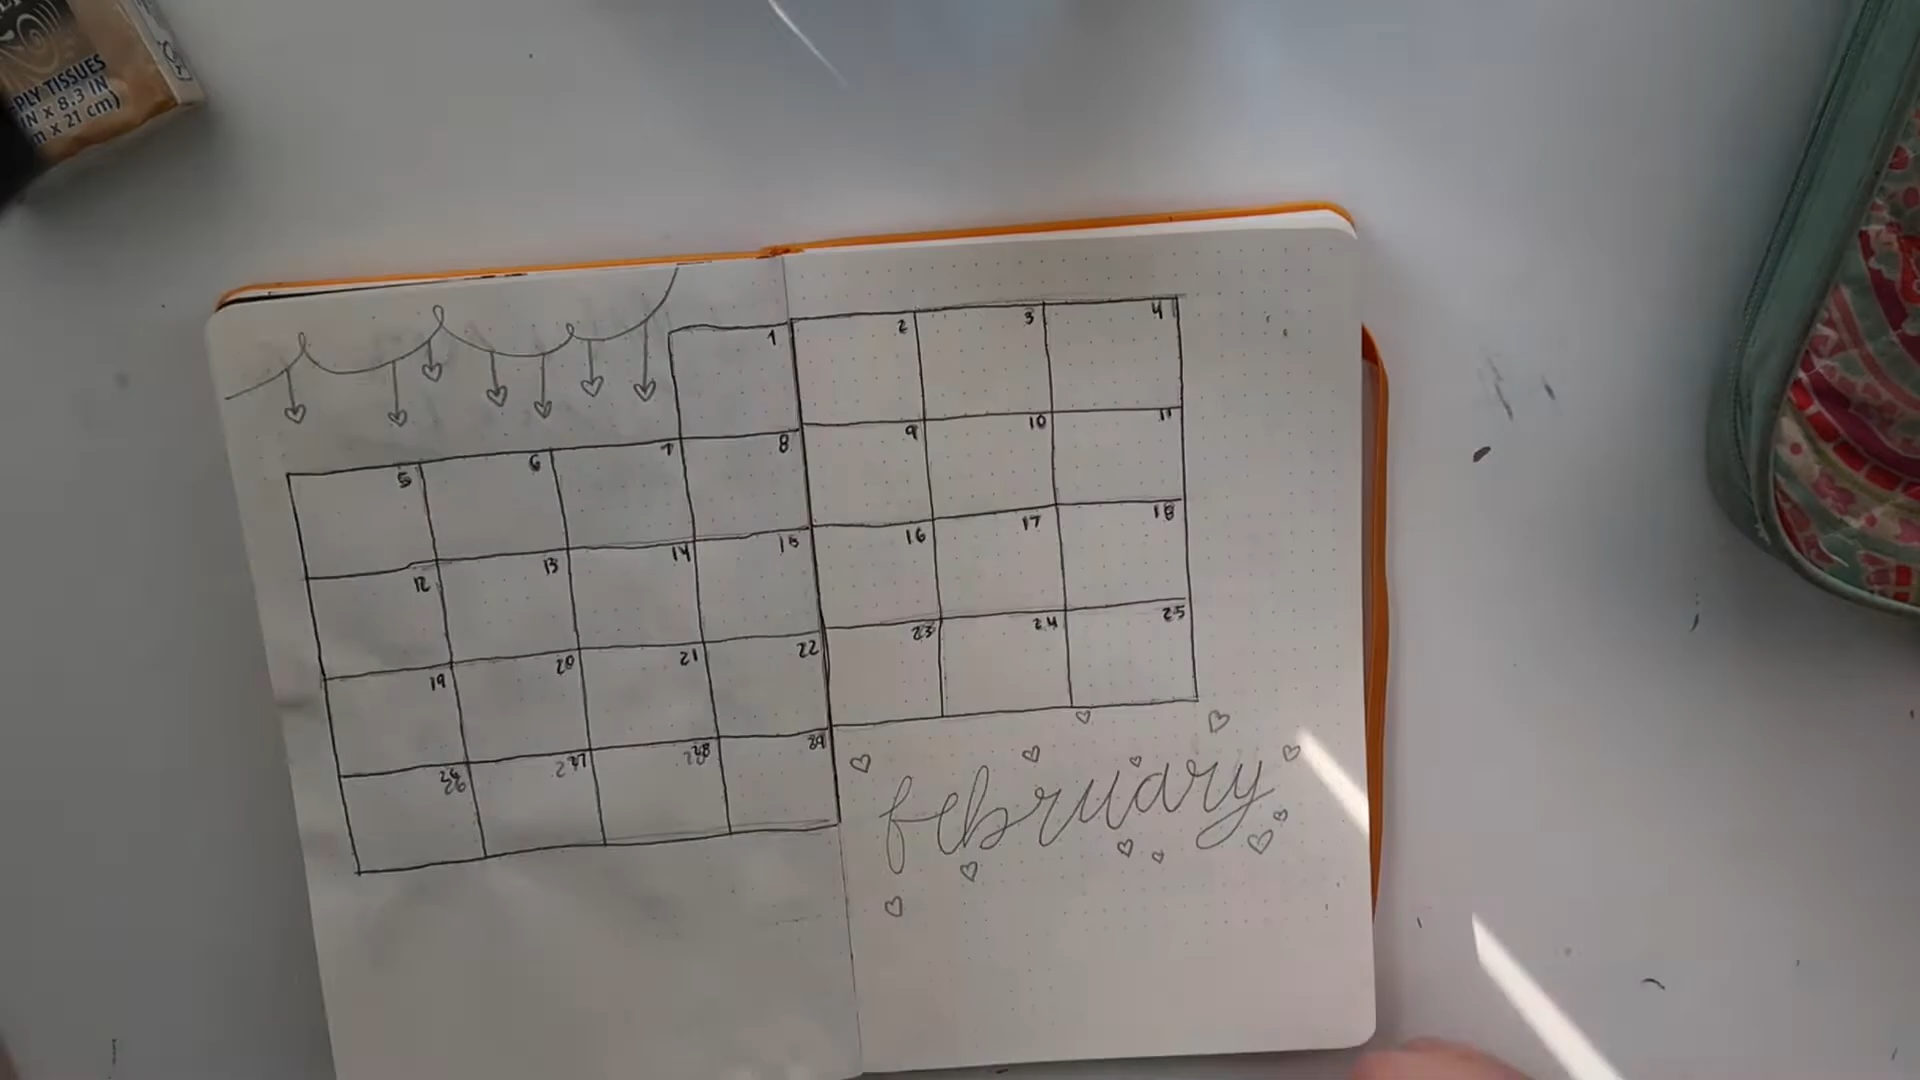 PLY TISSUES
IN x 8.3 IN
m x 21 cm)
1 2 3 4
5 6 7 8 9 10 11
12 13 14 15 16 17 18
19 20 21 22 23 24 25
26 27 28 29
february